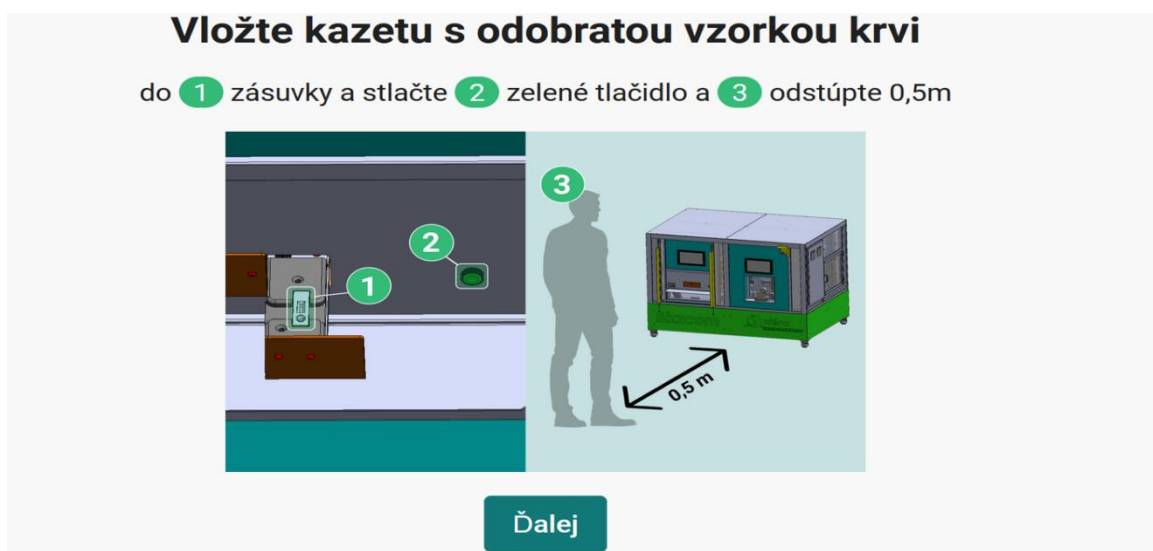 Vložte kazetu s odobratou vzorkou krvi
do 1 zásuvky a stlačte 2 zelené tlačidlo a 3 odstúpte 0,5m
3
2
1
0,5 m
Ďalej